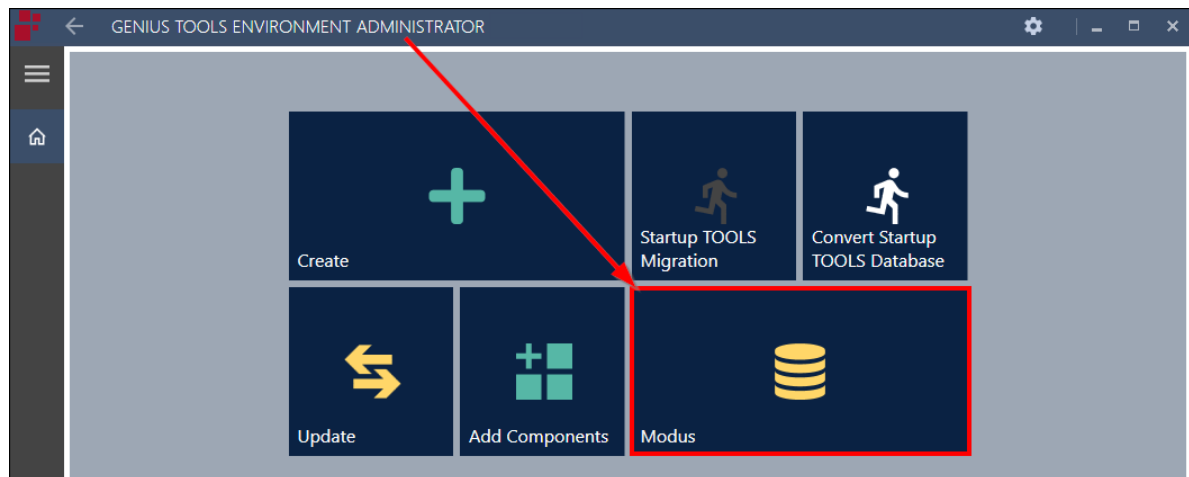 GENIUS TOOLS ENVIRONMENT ADMINISTRATOR
Create
Startup TOOLS
Migration
Convert Startup
TOOLS Database
Update
Add Components
Modus